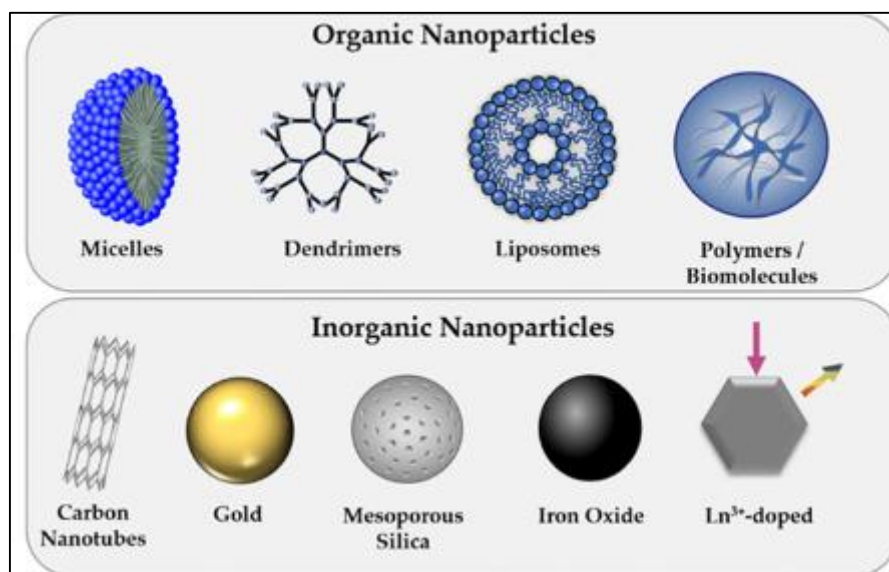 Organic Nanoparticles
Micelles
Dendrimers
Liposomes
Polymers /
Biomolecules
Inorganic Nanoparticles
Carbon
Nanotubes
Gold
Mesoporous
Silica
Iron Oxide
Ln³⁺-doped